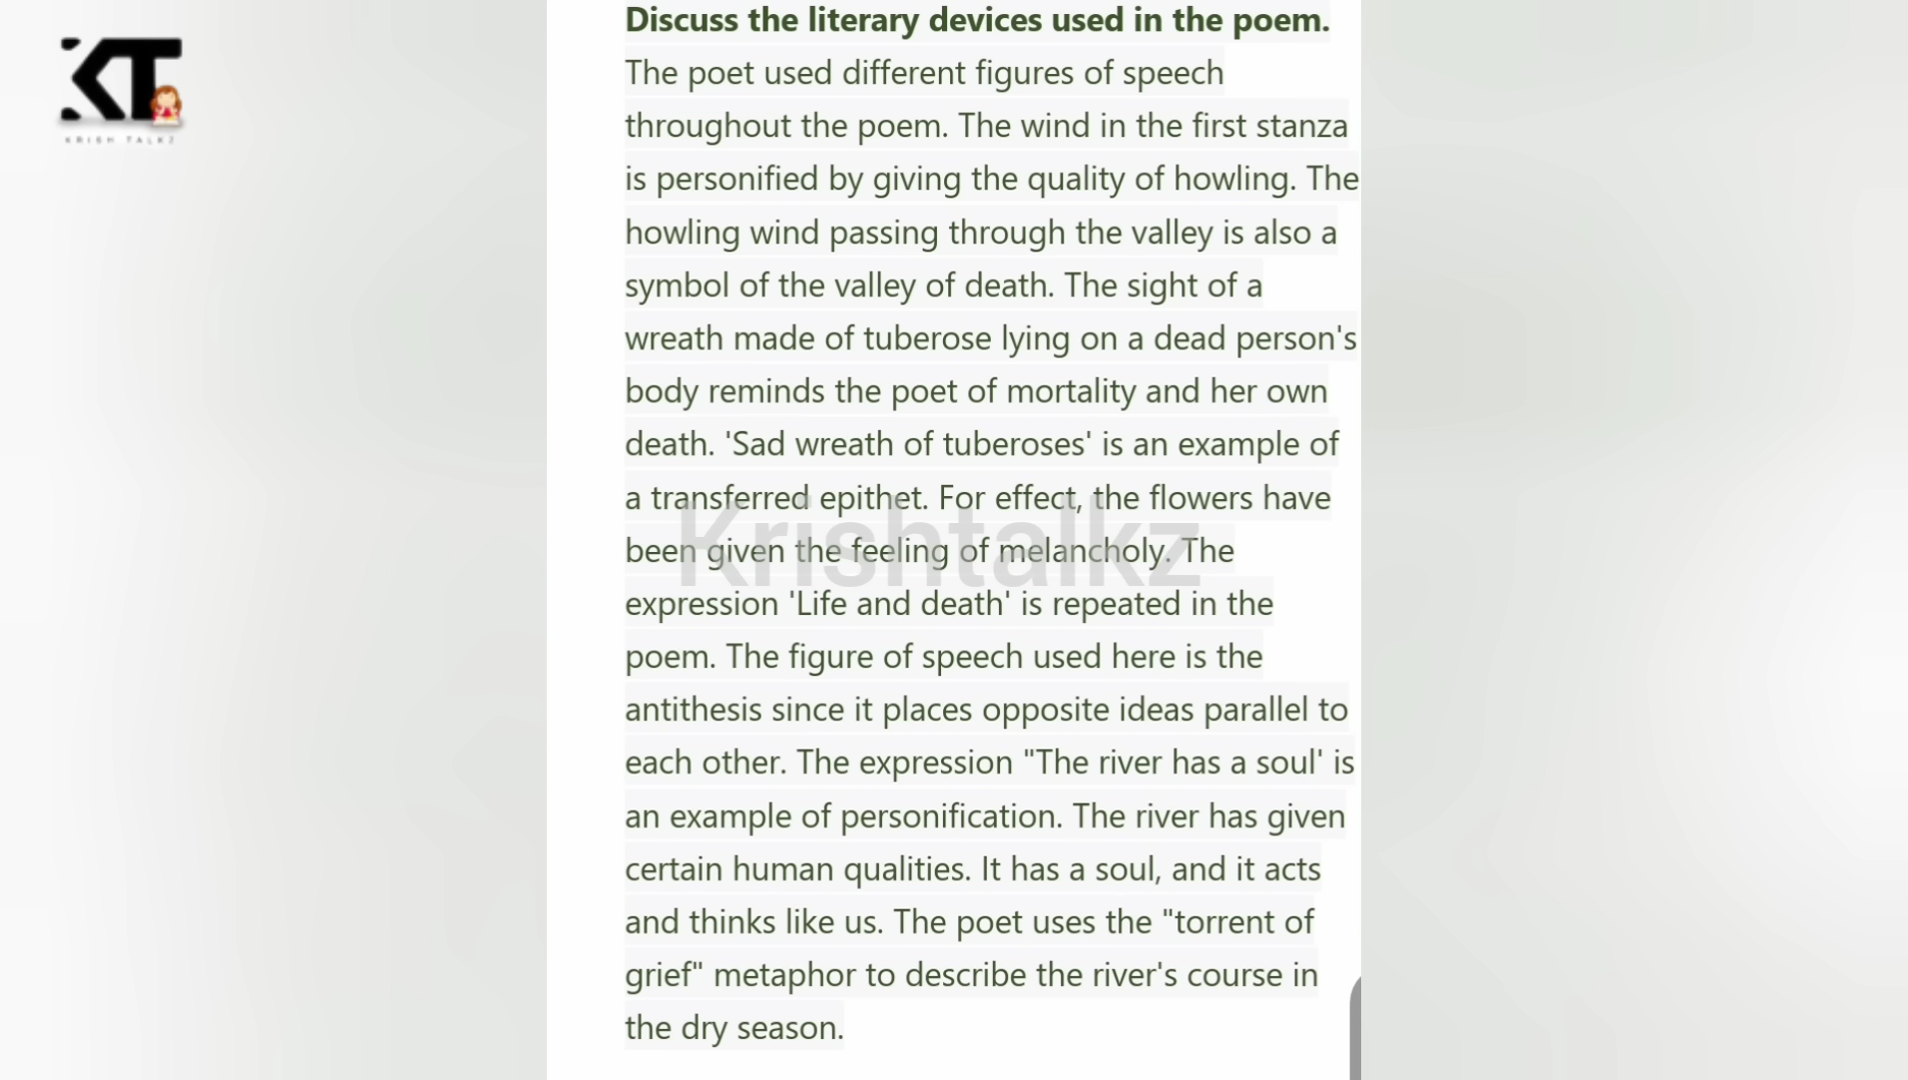 KT
KRISH TALKZ
Discuss the literary devices used in the poem.
The poet used different figures of speech
throughout the poem. The wind in the first stanza
is personified by giving the quality of howling. The
howling wind passing through the valley is also a
symbol of the valley of death. The sight of a
wreath made of tuberose lying on a dead person's
body reminds the poet of mortality and her own
death. 'Sad wreath of tuberoses' is an example of
a transferred epithet. For effect, the flowers have
been given the feeling of melancholy. The
expression 'Life and death' is repeated in the
poem. The figure of speech used here is the
antithesis since it places opposite ideas parallel to
each other. The expression "The river has a soul' is
an example of personification. The river has given
certain human qualities. It has a soul, and it acts
and thinks like us. The poet uses the "torrent of
grief" metaphor to describe the river's course in
the dry season.
Krishtalkz